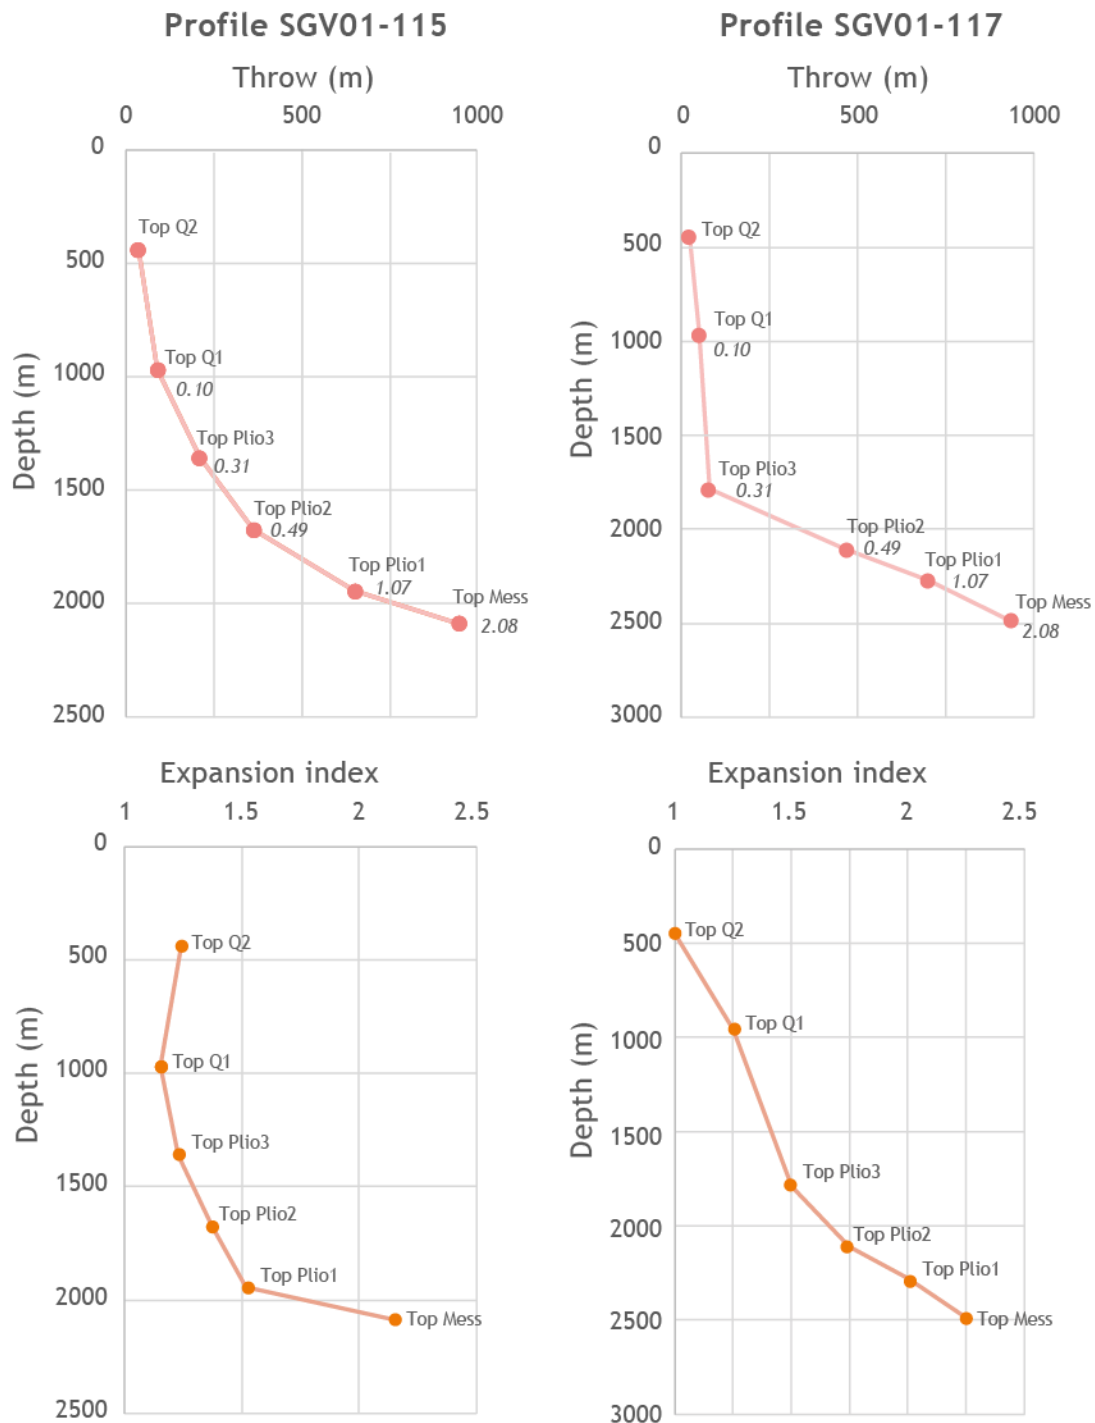 Profile SGV01-115
Throw (m)
0 500 1000
0
500
1000
1500
2000
2500
Depth (m)
Top Q2
Top Q1
0.10
Top Plio3
0.31
Top Plio2
0.49
Top Plio1
1.07
Top Mess
2.08
Profile SGV01-117
Throw (m)
0 500 1000
0
500
1000
1500
2000
2500
3000
Depth (m)
Top Q2
Top Q1
0.10
Top Plio3
0.31
Top Plio2
0.49
Top Plio1
1.07
Top Mess
2.08
Expansion index
1 1.5 2 2.5
0
500
1000
1500
2000
2500
Depth (m)
Top Q2
Top Q1
Top Plio3
Top Plio2
Top Plio1
Top Mess
Expansion index
1 1.5 2 2.5
0
500
1000
1500
2000
2500
3000
Depth (m)
Top Q2
Top Q1
Top Plio3
Top Plio2
Top Plio1
Top Mess